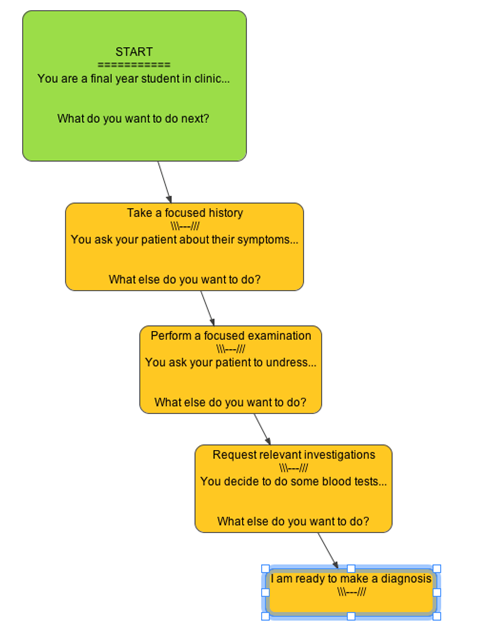 START
===========
You are a final year student in clinic...
What do you want to do next?
Take a focused history
\\\---///
You ask your patient about their symptoms...
What else do you want to do?
Perform a focused examination
\\\---///
You ask your patient to undress...
What else do you want to do?
Request relevant investigations
\\\---///
You decide to do some blood tests...
What else do you want to do?
I am ready to make a diagnosis
\\\---///